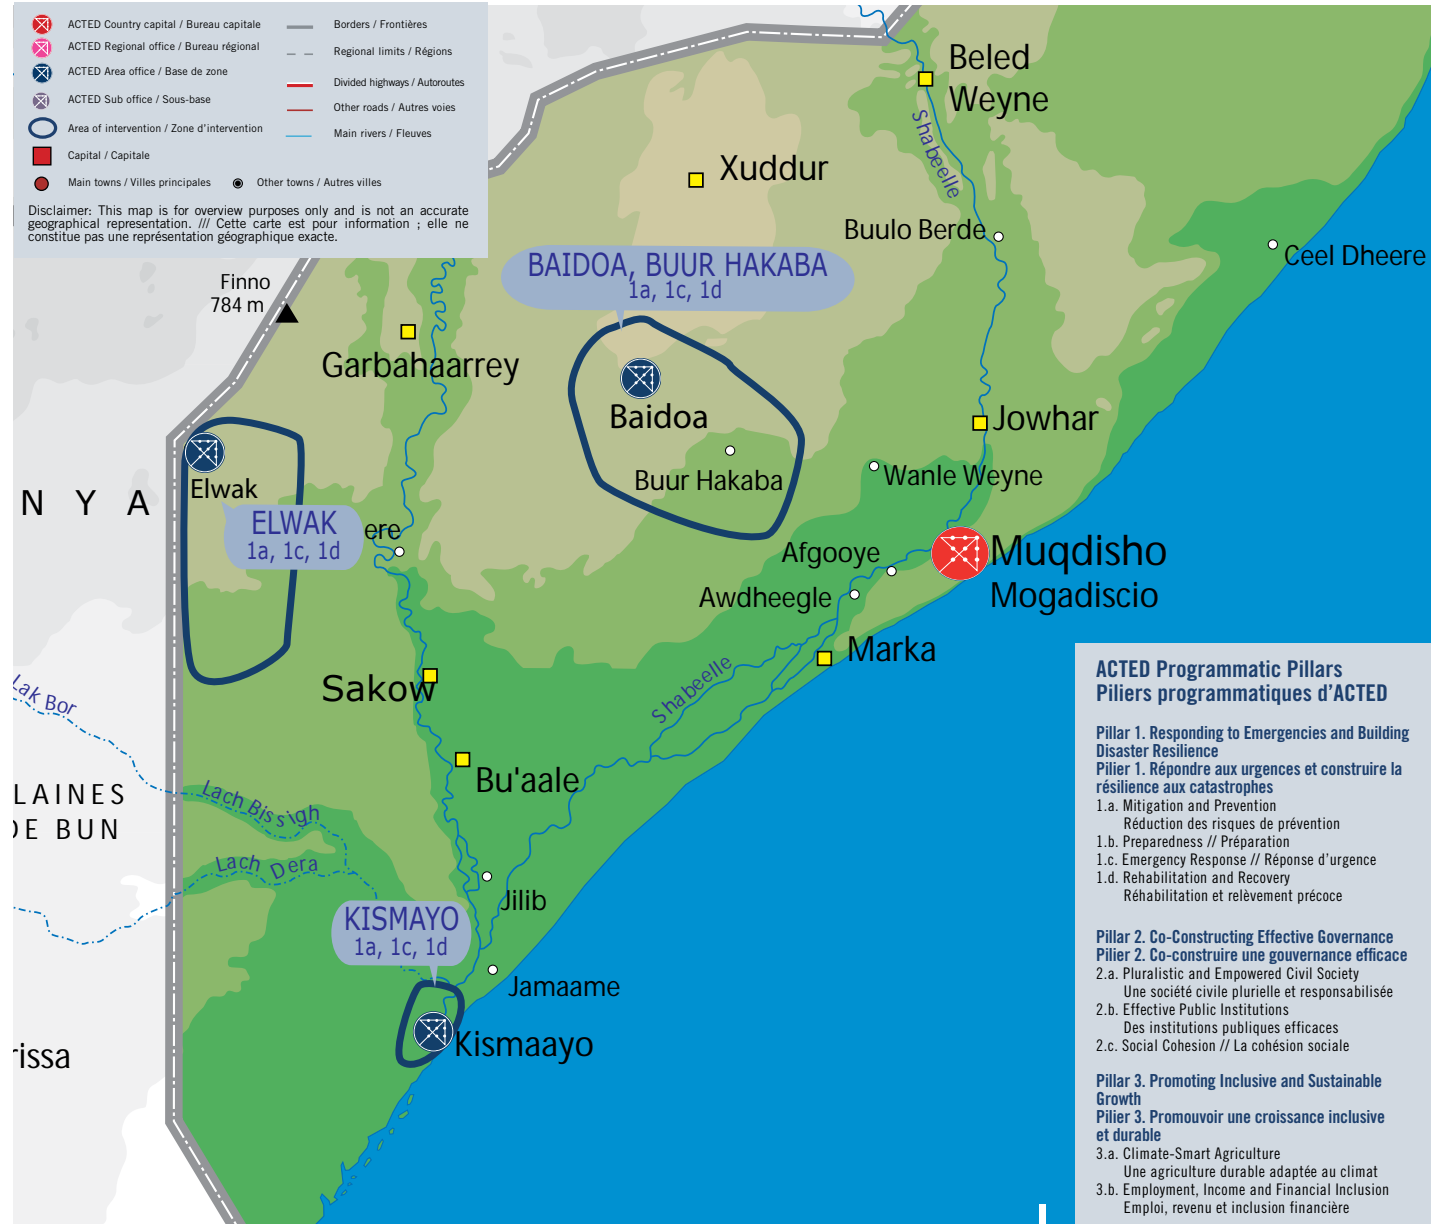 ACTED Country capital / Bureau capitale
ACTED Regional office / Bureau régional
ACTED Area office / Base de zone
ACTED Sub office / Sous-base
Area of intervention / Zone d'intervention
Capital / Capitale
Main towns / Villes principales
Other towns / Autres villes
Borders / Frontières
Regional limits / Régions
Divided highways / Autoroutes
Other roads / Autres voies
Main rivers / Fleuves
Disclaimer: This map is for overview purposes only and is not an accurate
geographical representation. /// Cette carte est pour information ; elle ne
constitue pas une représentation géographique exacte.
Beled
Weyne
Shabeelle
Xuddur
Buulo Berde
Ceel Dheere
BAIDOA, BUUR HAKABA
1a, 1c, 1d
Finno
784 m
Garbahaarrey
Baidoa
Jowhar
Buur Hakaba
Wanle Weyne
Elwak
N Y A
ELWAK
1a, 1c, 1d
ere
Afgooye
Muqdisho
Mogadiscio
Awdheegle
Marka
Sakow
Shabeelle
Lak Bor
Bu'aale
LAINES
DE BUN
Lach Bissigh
Lach Dera
Jilib
KISMAYO
1a, 1c, 1d
Jamaame
Kismaayo
rissa
ACTED Programmatic Pillars
Piliers programmatiques d'ACTED
Pillar 1. Responding to Emergencies and Building
Disaster Resilience
Pilier 1. Répondre aux urgences et construire la
résilience aux catastrophes
1.a. Mitigation and Prevention
Réduction des risques de prévention
1.b. Preparedness // Préparation
1.c. Emergency Response // Réponse d'urgence
1.d. Rehabilitation and Recovery
Réhabilitation et relèvement précoce
Pillar 2. Co-Constructing Effective Governance
Pilier 2. Co-construire une gouvernance efficace
2.a. Pluralistic and Empowered Civil Society
Une société civile plurielle et responsabilisée
2.b. Effective Public Institutions
Des institutions publiques efficaces
2.c. Social Cohesion // La cohésion sociale
Pillar 3. Promoting Inclusive and Sustainable
Growth
Pilier 3. Promouvoir une croissance inclusive
et durable
3.a. Climate-Smart Agriculture
Une agriculture durable adaptée au climat
3.b. Employment, Income and Financial Inclusion
Emploi, revenu et inclusion financière